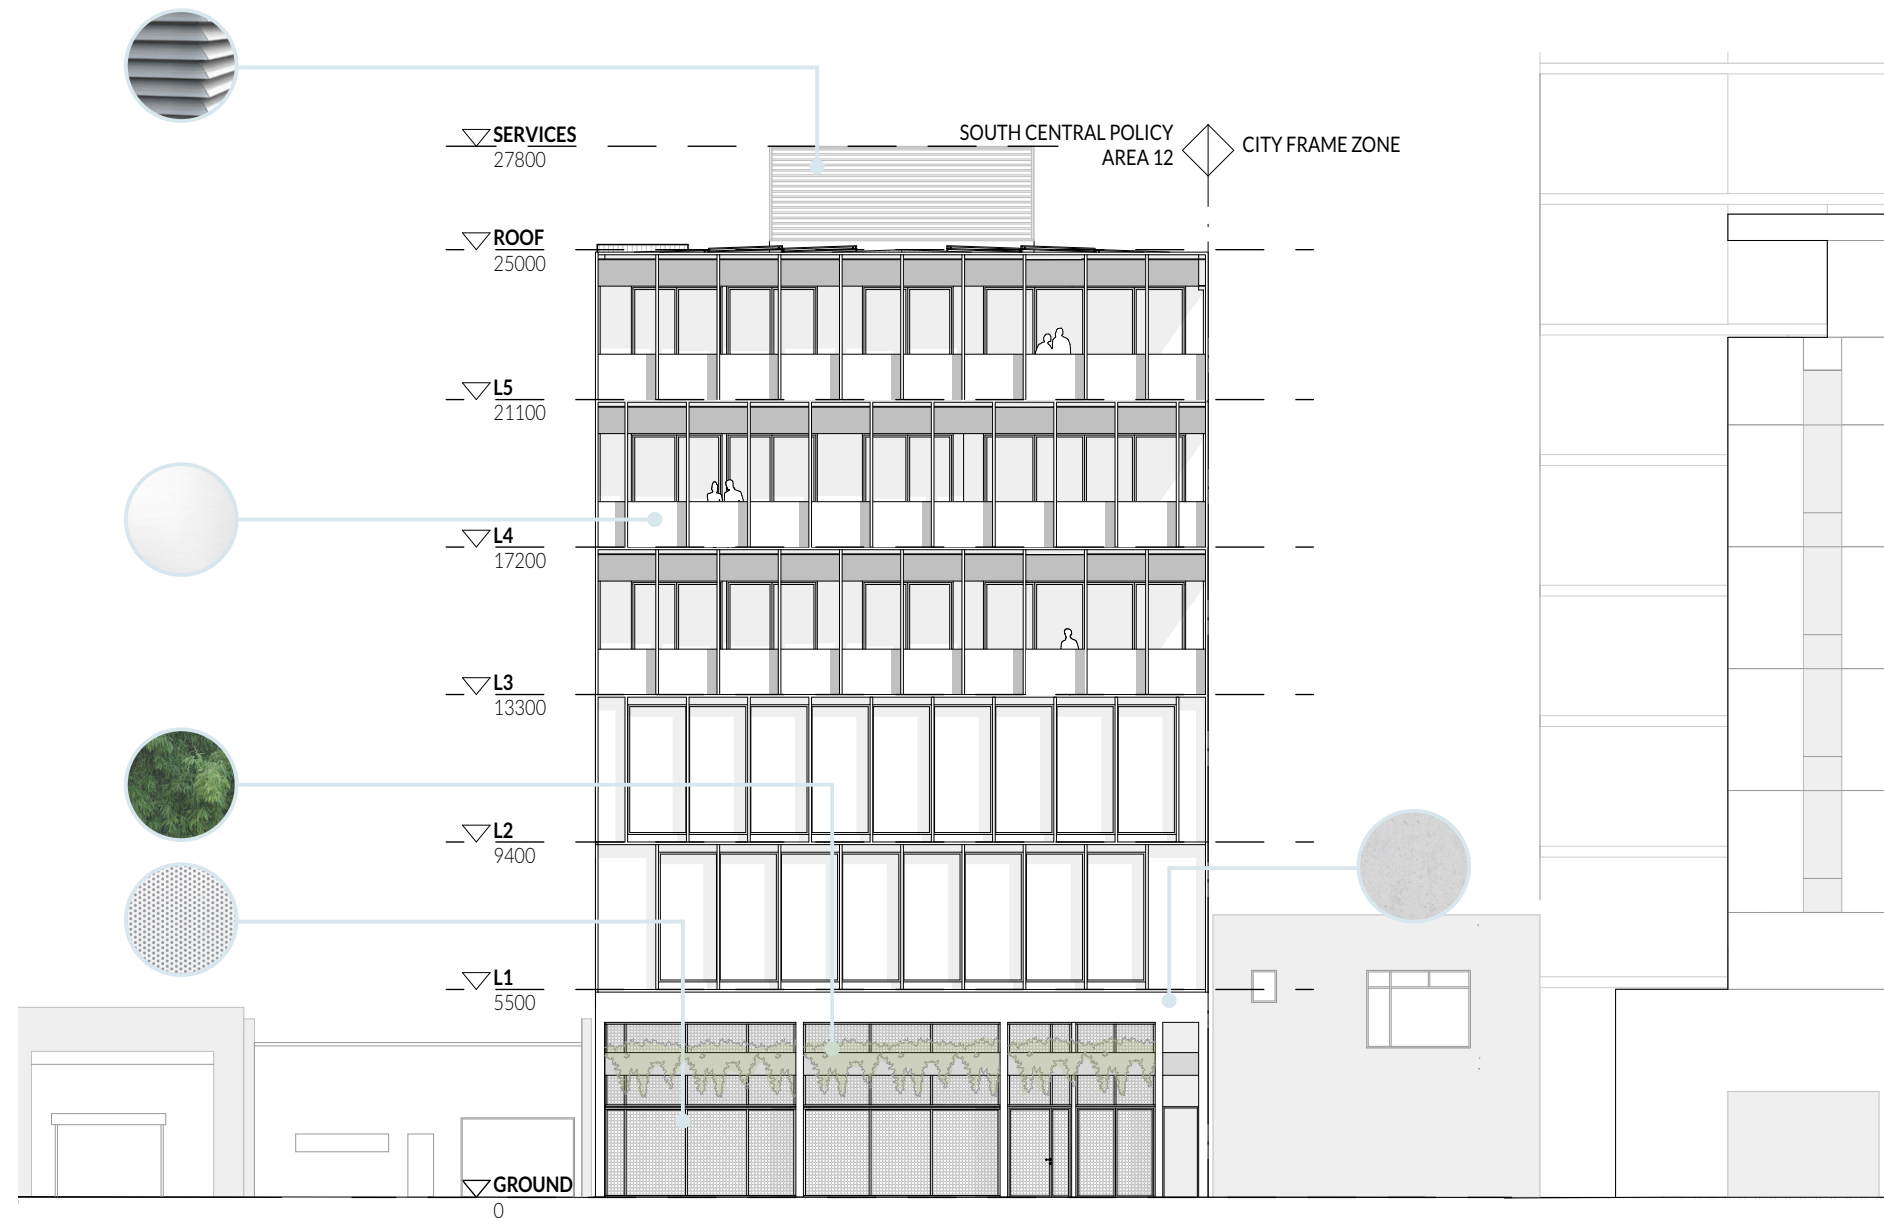 SERVICES
27800
SOUTH CENTRAL POLICY
AREA 12
CITY FRAME ZONE
ROOF
25000
L5
21100
L4
17200
L3
13300
L2
9400
L1
5500
GROUND
0